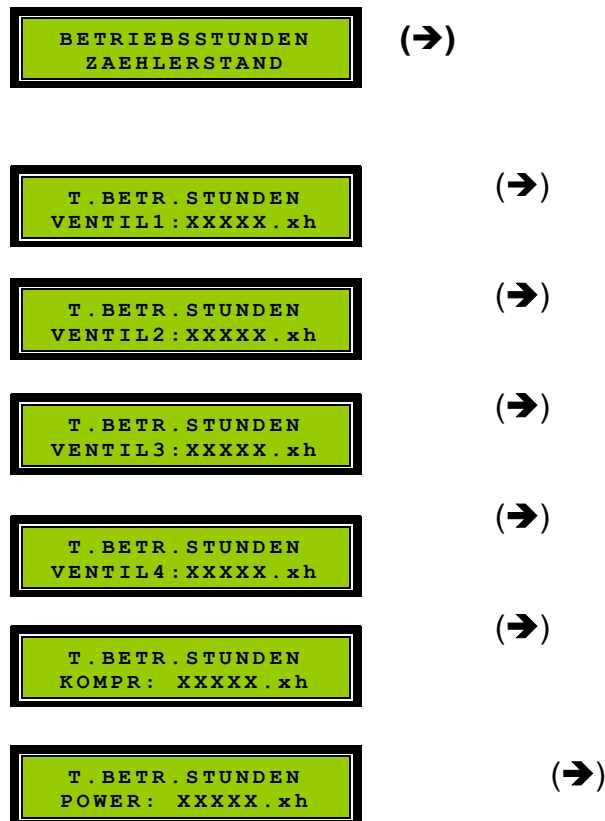 BETRIEBSSTUNDEN (➔)
ZAEHLERSTAND
T.BETR.STUNDEN (➔)
VENTIL1:XXXXX.xh
T.BETR.STUNDEN (➔)
VENTIL2:XXXXX.xh
T.BETR.STUNDEN (➔)
VENTIL3:XXXXX.xh
T.BETR.STUNDEN (➔)
VENTIL4:XXXXX.xh
T.BETR.STUNDEN (➔)
KOMPR: XXXXX.xh
T.BETR.STUNDEN (➔)
POWER: XXXXX.xh